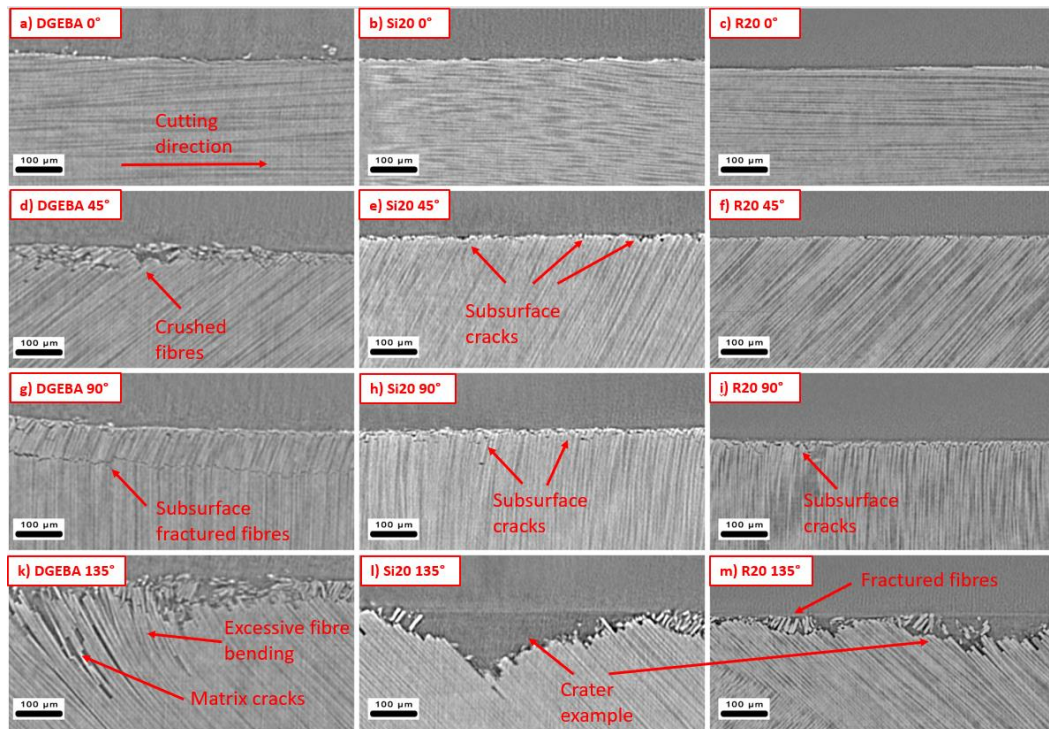 a) DGEBA 0°
b) Si20 0°
c) R20 0°
Cutting
direction
100 µm
100 µm
100 µm
d) DGEBA 45°
e) Si20 45°
f) R20 45°
Crushed
fibres
Subsurface
cracks
100 µm
100 µm
100 µm
g) DGEBA 90°
h) Si20 90°
i) R20 90°
Subsurface
fractured fibres
Subsurface
cracks
Subsurface
cracks
100 µm
100 µm
100 µm
k) DGEBA 135°
l) Si20 135°
m) R20 135°
Fractured fibres
Excessive fibre
bending
Matrix cracks
Crater
example
100 µm
100 µm
100 µm